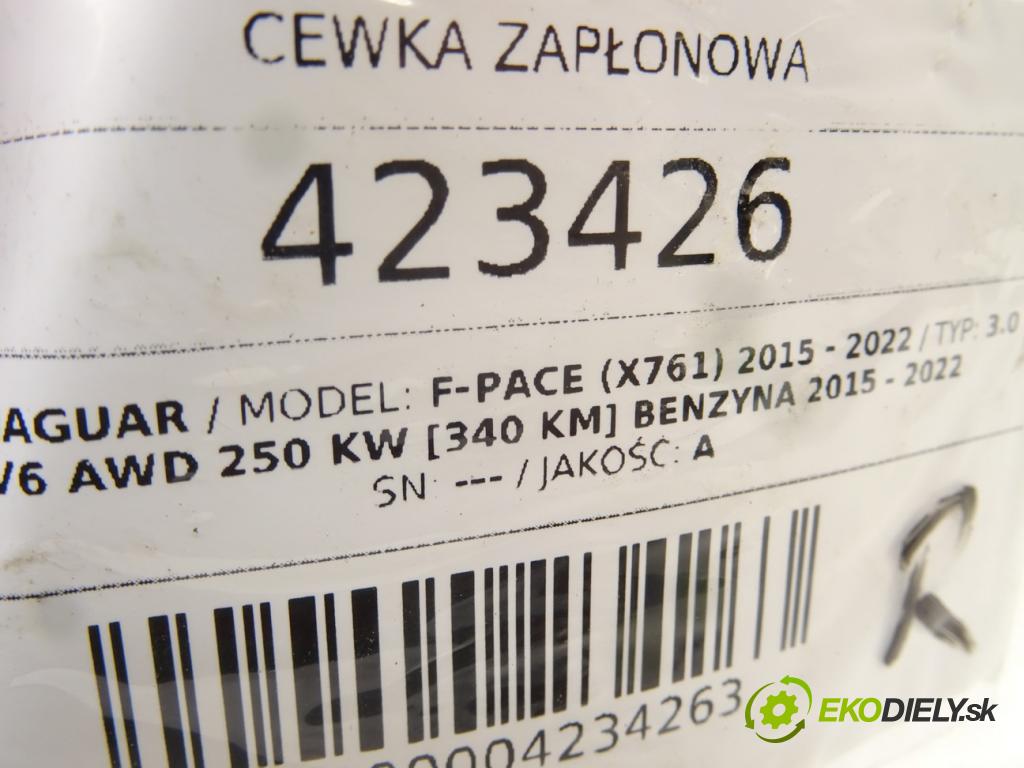 CEWKA ZAPŁONOWA
423426
AGUAR / MODEL: F-PACE (X761) 2015 - 2022 / TYP: 3.0
V6 AWD 250 KW [340 KM] BENZYNA 2015 - 2022
SN: --- / JAKOŚĆ: A
R
00004234263
EKODIELY.sk